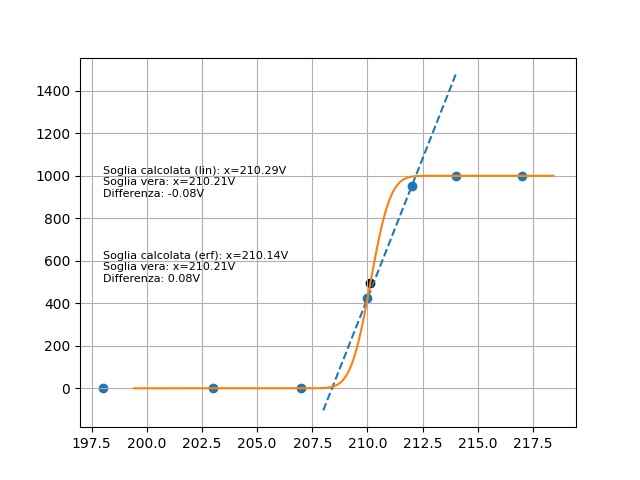 1400
1200
1000
800
600
400
200
0
Soglia calcolata (lin): x=210.29V
Soglia vera: x=210.21V
Differenza: -0.08V
Soglia calcolata (erf): x=210.14V
Soglia vera: x=210.21V
Differenza: 0.08V
197.5 200.0 202.5 205.0 207.5 210.0 212.5 215.0 217.5